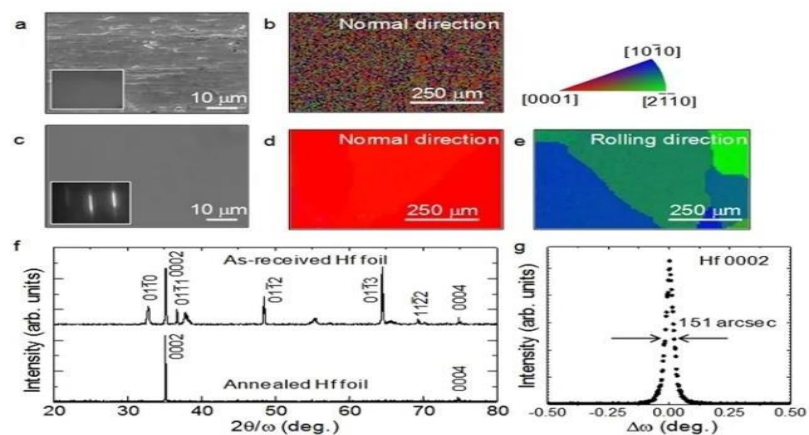 a
10 μm
b
Normal direction
250 μm
[101̅0]
[0001]
[2̅1̅1̅0]
c
10 μm
d
Normal direction
250 μm
e
Rolling direction
250 μm
f
Intensity (arb. units)
As-received Hf foil
011̅0
0002
011̅1
011̅2
011̅3
112̅2
0004
0002
Annealed Hf foil
0004
20 30 40 50 60 70 80
2θ/ω (deg.)
g
Intensity (arb. units)
Hf 0002
151 arcsec
-0.50 -0.25 0.00 0.25 0.50
Δω (deg.)